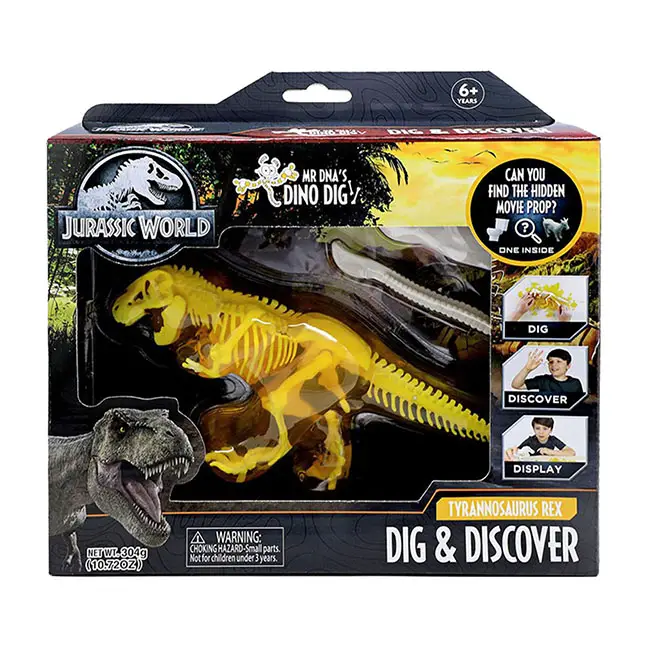 6+
YEARS
JURASSIC WORLD
DIG & DISCOVER
JURASSIC WORLD
MR DNA'S
DINO DIG
CAN YOU
FIND THE HIDDEN
MOVIE PROP?
?
ONE INSIDE
DIG
DISCOVER
DISPLAY
TYRANNOSAURUS REX
DIG & DISCOVER
WARNING:
CHOKING HAZARD-Small parts.
Not for children under 3 years.
NET WT. 304g
(10.72OZ)